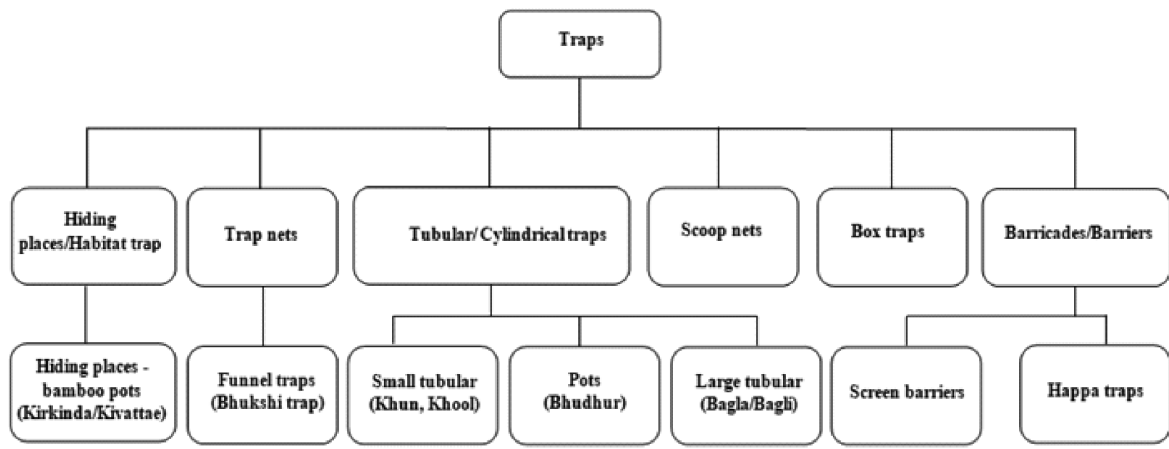 Traps
Hiding
places/Habitat trap
Trap nets
Tubular/ Cylindrical traps
Scoop nets
Box traps
Barricades/Barriers
Hiding places -
bamboo pots
(Kirkinda/Kivattae)
Funnel traps
(Bhukshi trap)
Small tubular
(Khun, Khool)
Pots
(Bhudhur)
Large tubular
(Bagla/Bagli)
Screen barriers
Happa traps